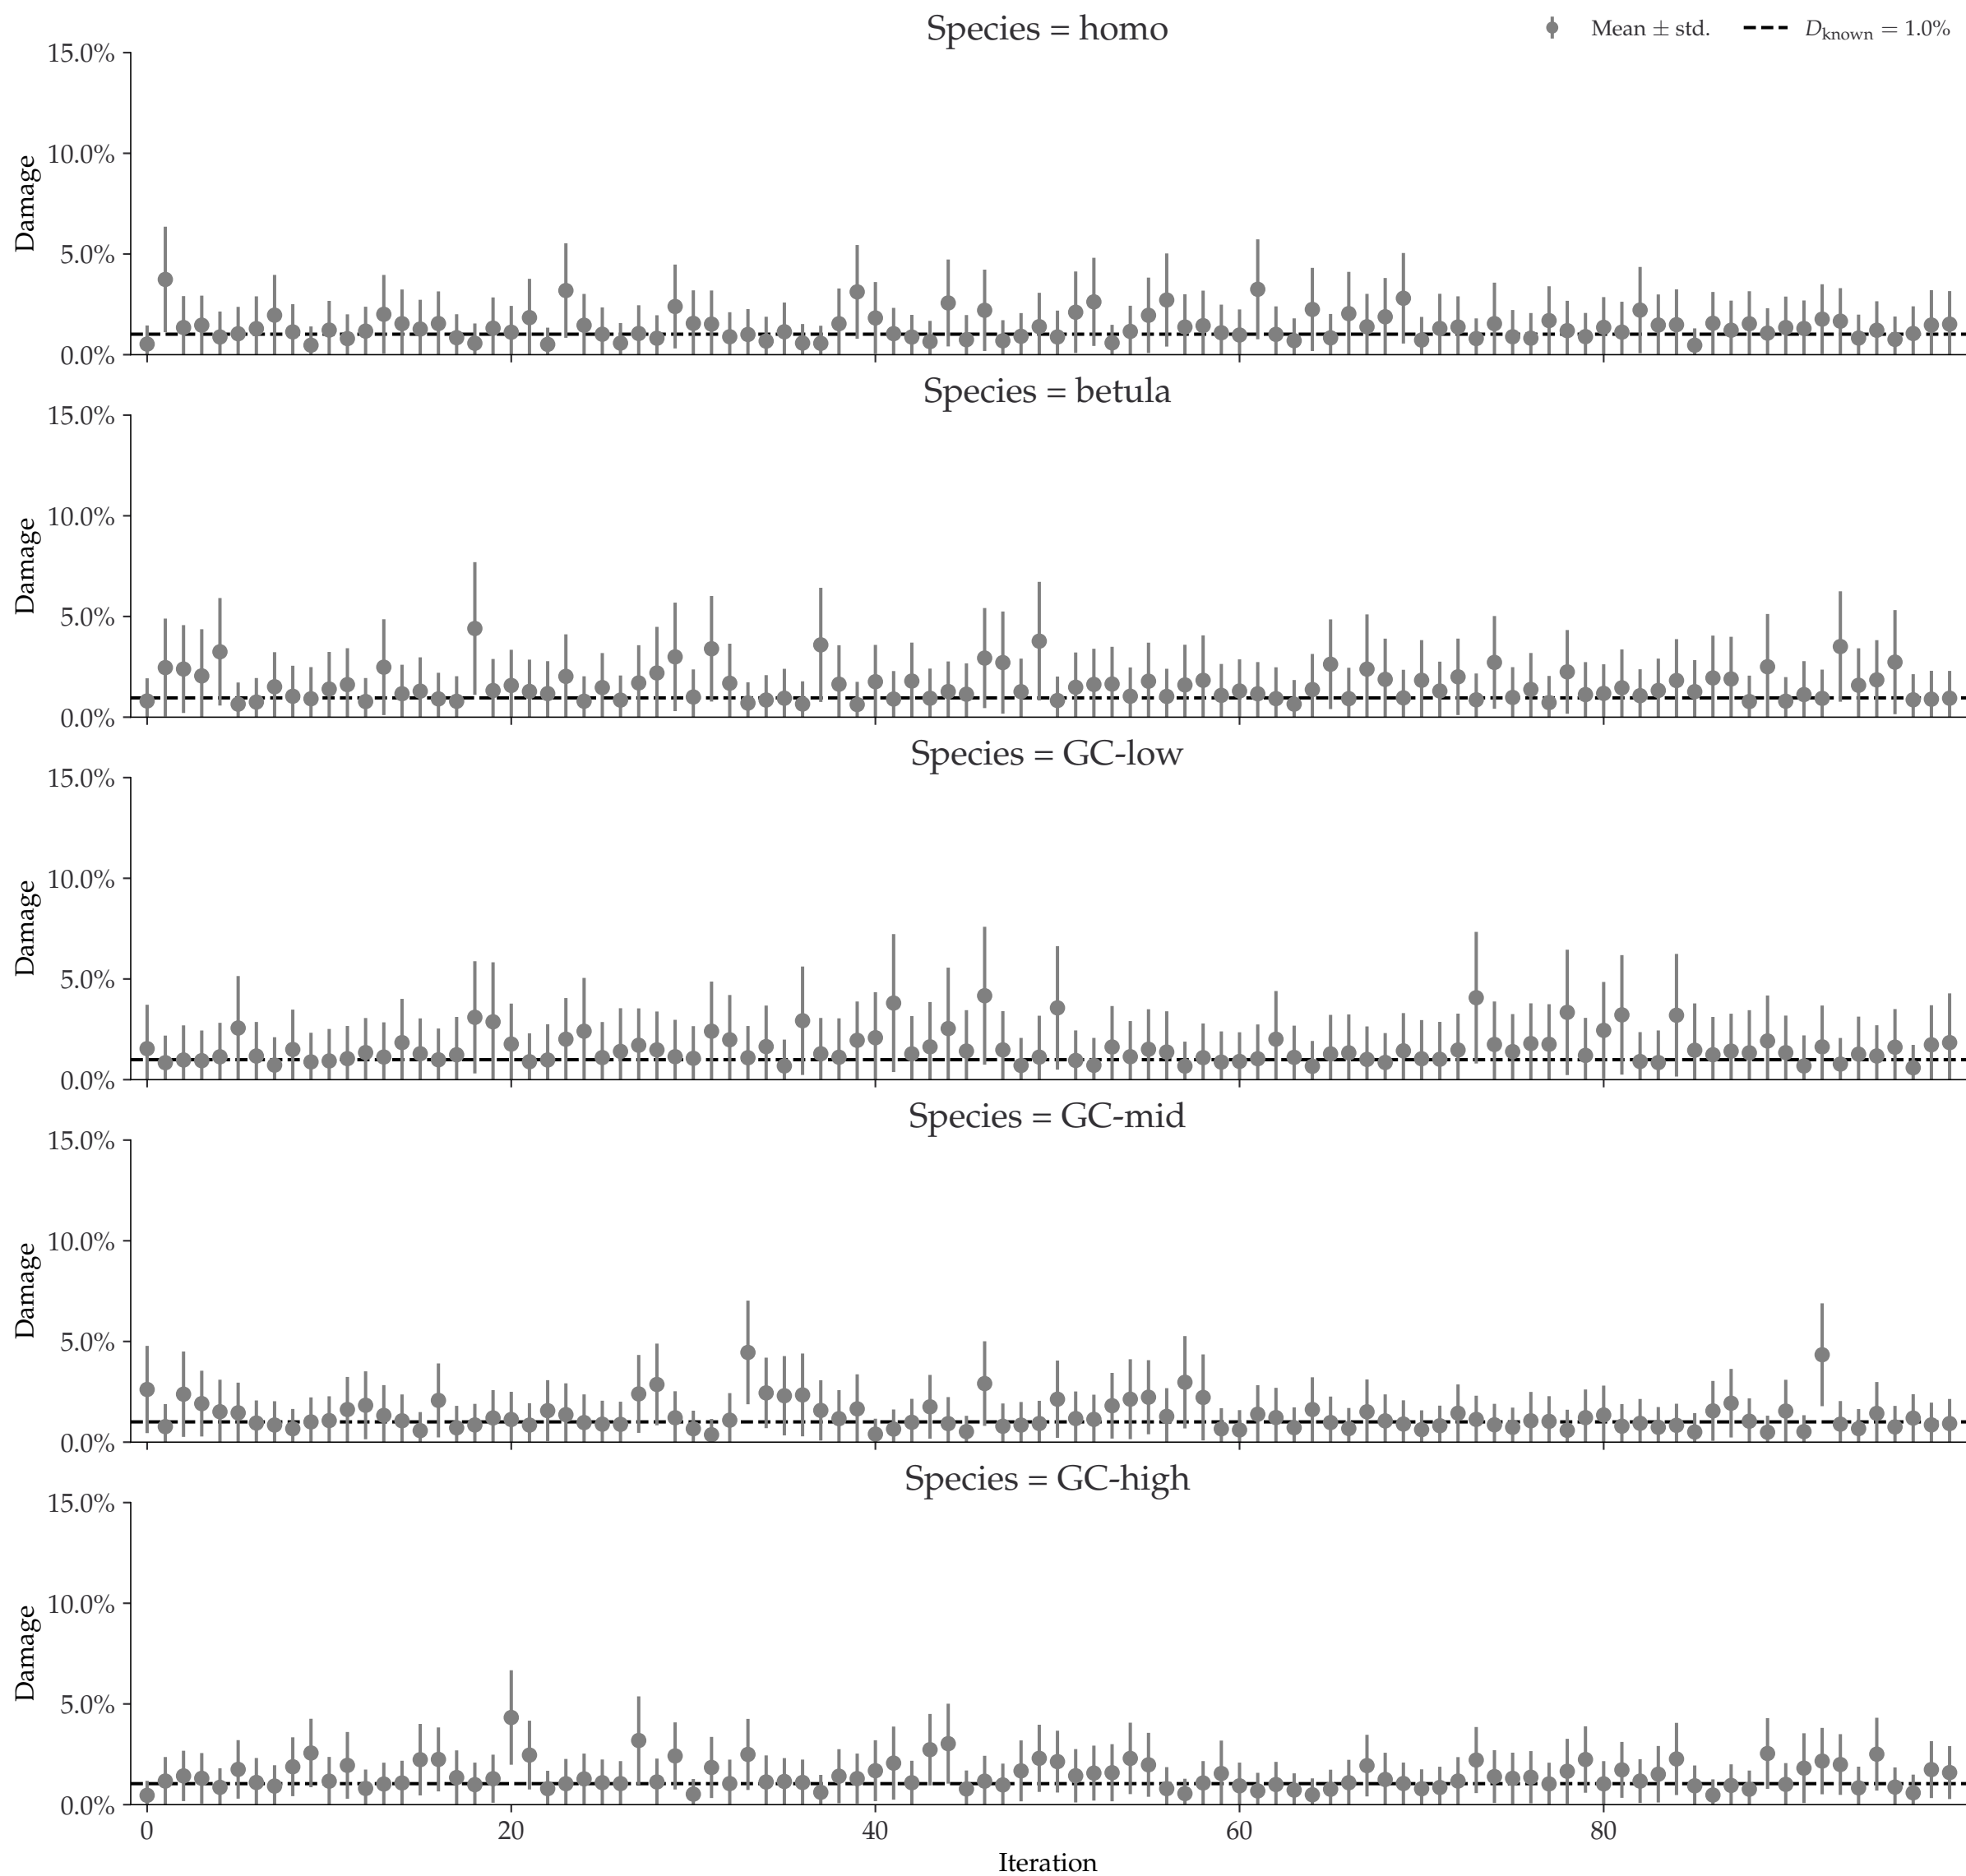 Species = homo
Mean ± std.
D_known = 1.0%
15.0%
10.0%
5.0%
0.0%
Damage
Species = betula
15.0%
10.0%
5.0%
0.0%
Damage
Species = GC-low
15.0%
10.0%
5.0%
0.0%
Damage
Species = GC-mid
15.0%
10.0%
5.0%
0.0%
Damage
Species = GC-high
15.0%
10.0%
5.0%
0.0%
Damage
0 20 40 60 80
Iteration